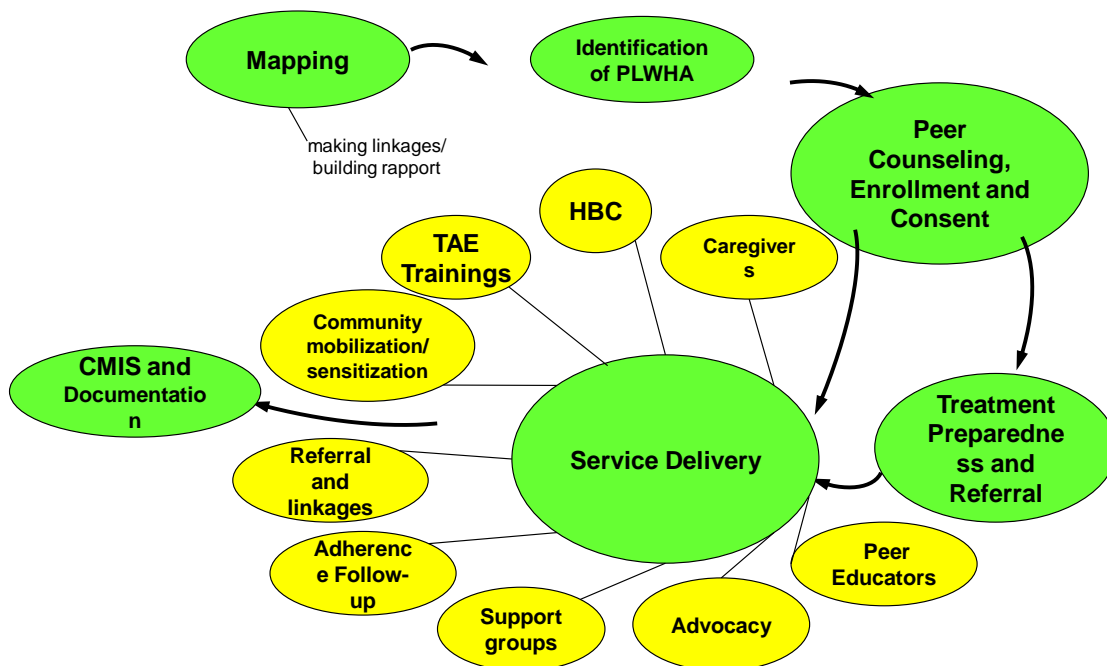 Mapping
Identification
of PLWHA
making linkages/
building rapport
Peer
Counseling,
Enrollment and
Consent
HBC
TAE
Trainings
Caregiver
s
Community
mobilization/
sensitization
CMIS and
Documentatio
n
Treatment
Preparedne
ss and
Referral
Service Delivery
Referral
and
linkages
Adherenc
e Follow-
up
Peer
Educators
Support
groups
Advocacy